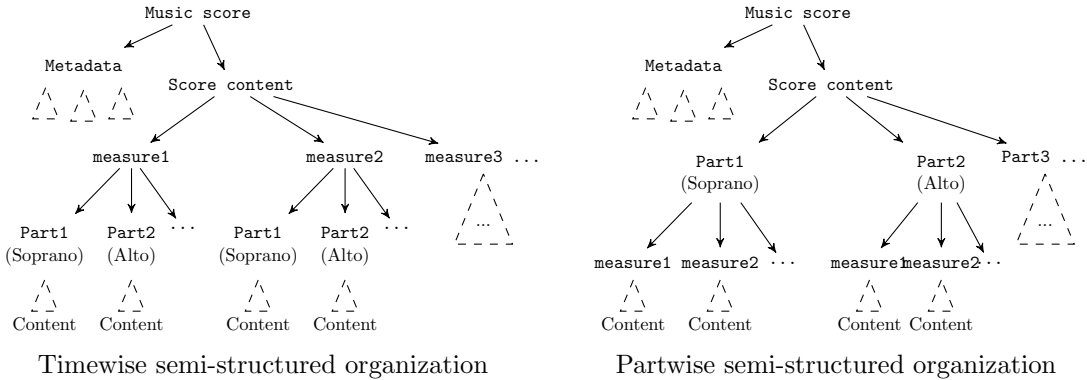 Music score
Metadata
Score content
measure1 measure2 measure3 ...
...
Part1 Part2 ... Part1 Part2 ...
(Soprano) (Alto) (Soprano) (Alto)
Content Content Content Content
Timewise semi-structured organization
Music score
Metadata
Score content
Part1 Part2 Part3 ...
(Soprano) (Alto)
...
measure1 measure2 ... measure1 measure2 ...
Content Content Content Content
Partwise semi-structured organization